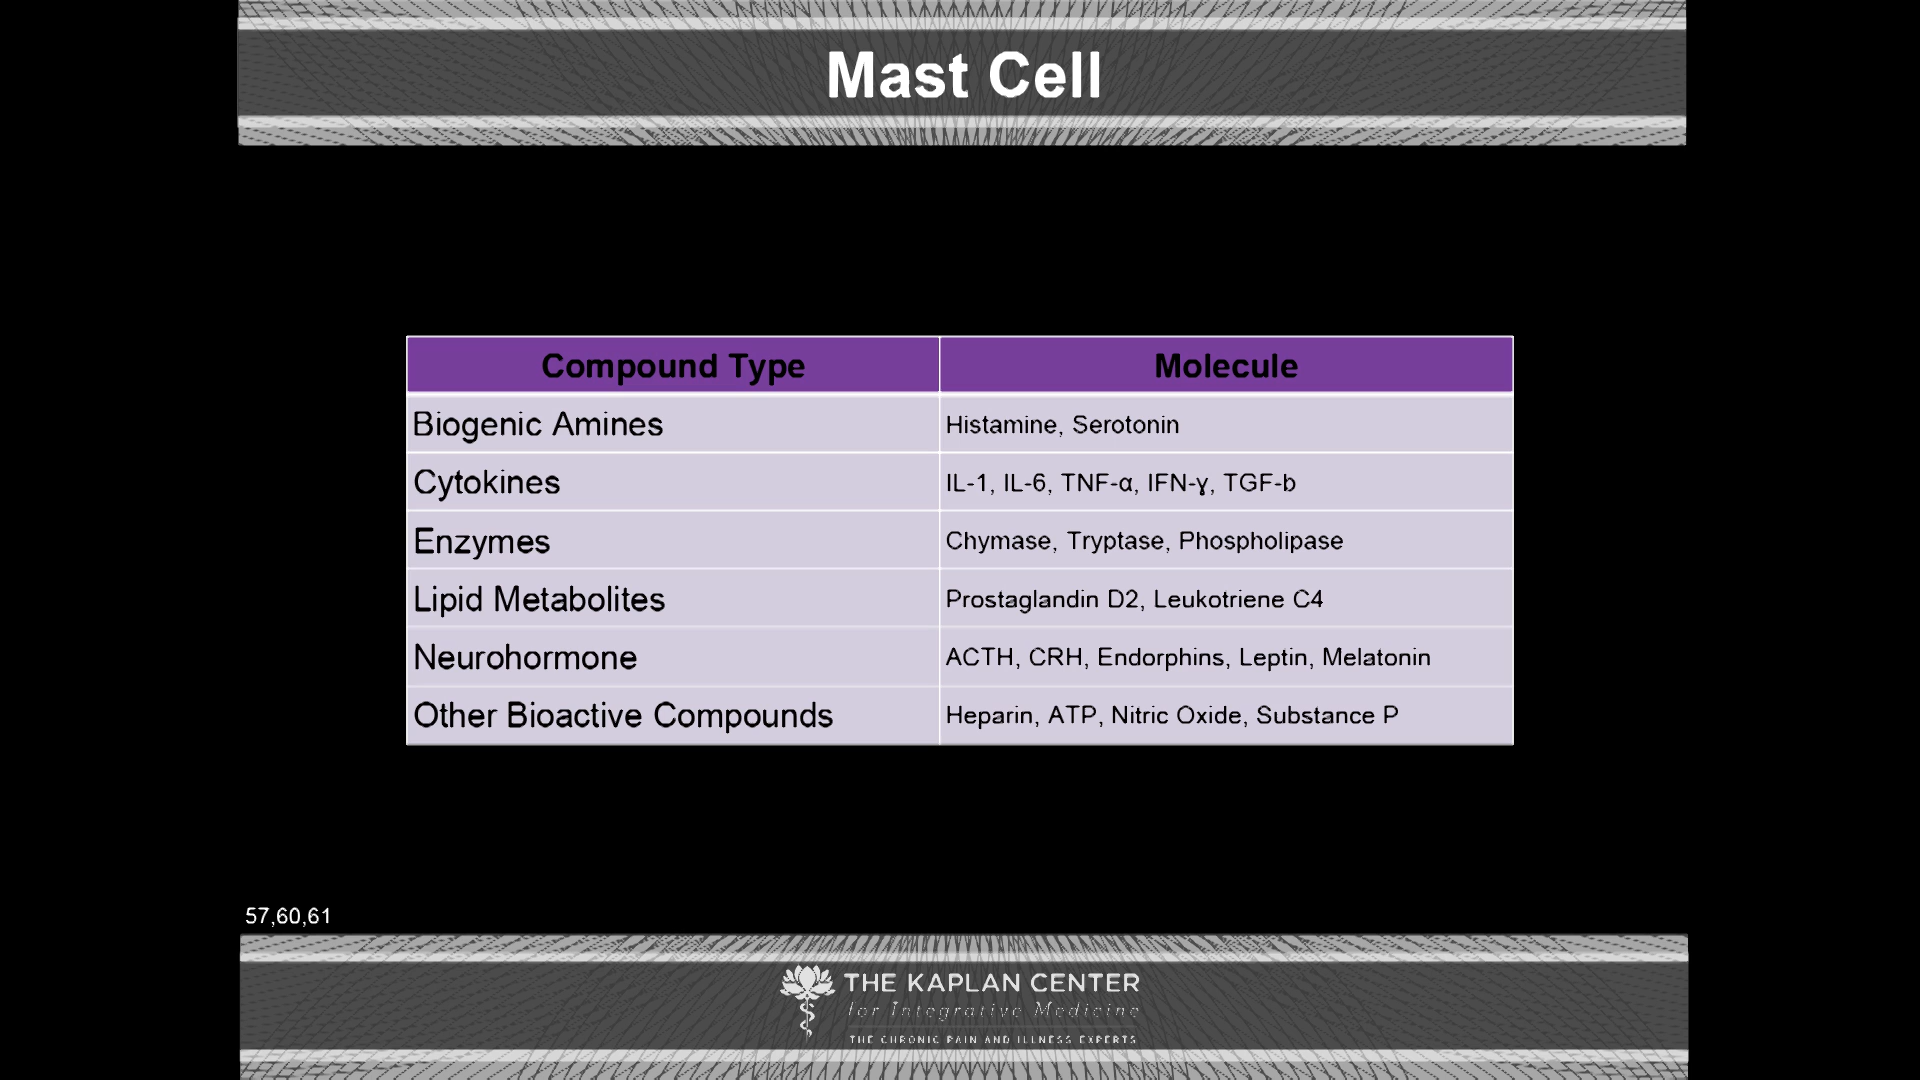 Mast Cell
Compound Type Molecule
Biogenic Amines Histamine, Serotonin
Cytokines IL-1, IL-6, TNF-α, IFN-ɣ, TGF-b
Enzymes Chymase, Tryptase, Phospholipase
Lipid Metabolites Prostaglandin D2, Leukotriene C4
Neurohormone ACTH, CRH, Endorphins, Leptin, Melatonin
Other Bioactive Compounds Heparin, ATP, Nitric Oxide, Substance P
57,60,61
THE KAPLAN CENTER
for Integrative Medicine
THE CHRONIC PAIN AND ILLNESS EXPERTS